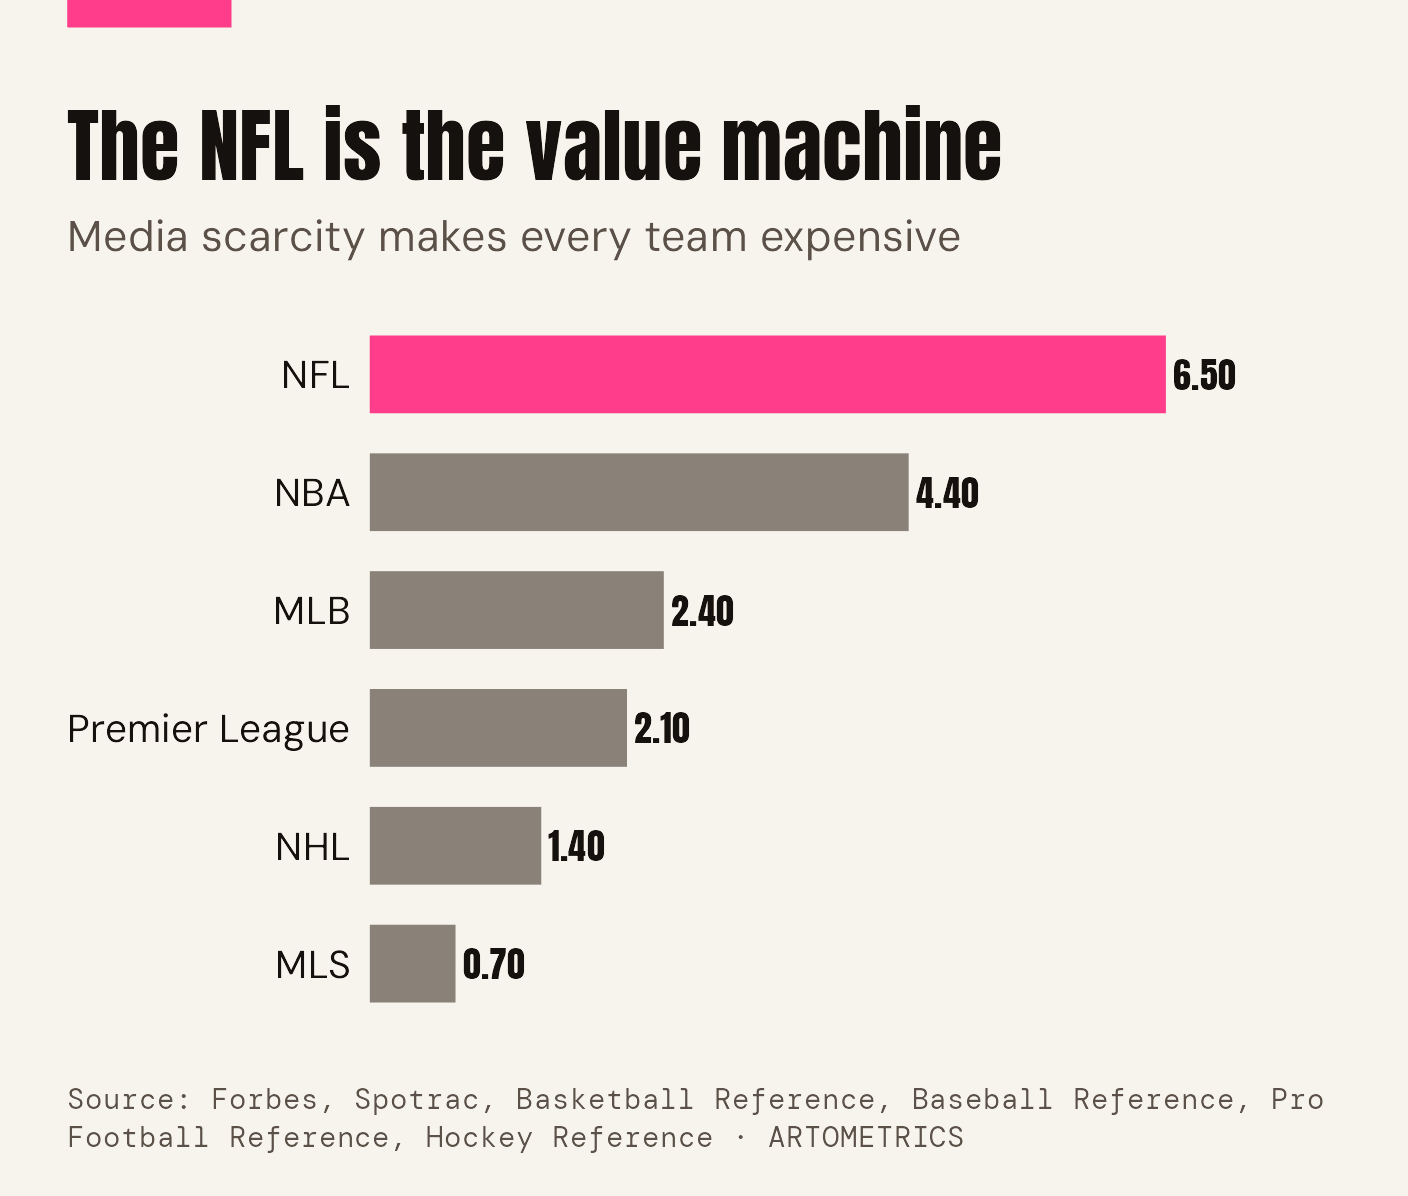 The NFL is the value machine
Media scarcity makes every team expensive
NFL 6.50
NBA 4.40
MLB 2.40
Premier League 2.10
NHL 1.40
MLS 0.70
Source: Forbes, Spotrac, Basketball Reference, Baseball Reference, Pro
Football Reference, Hockey Reference · ARTOMETRICS